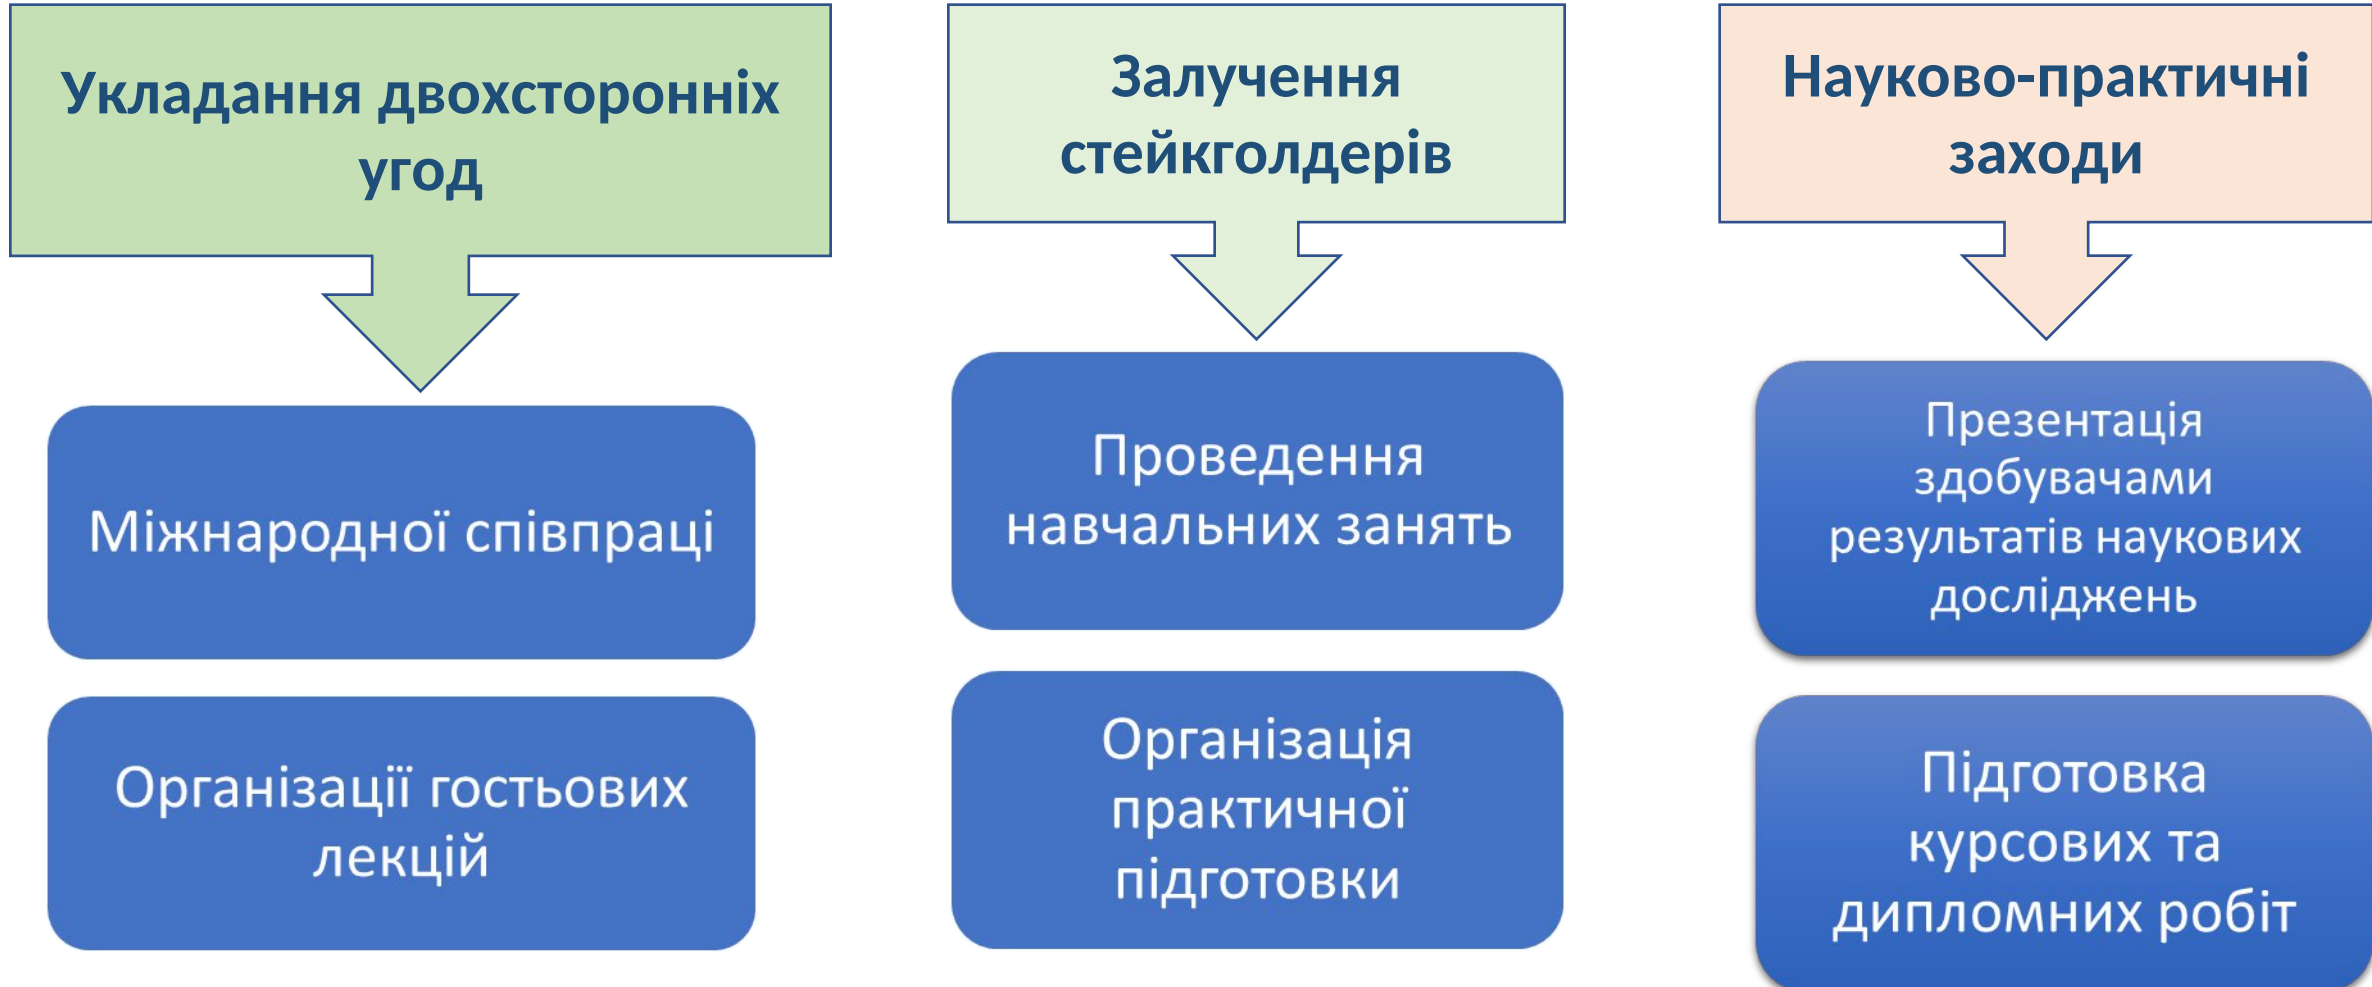 Укладання двохсторонніх
угод
Міжнародної співпраці
Організації гостьових
лекцій
Залучення
стейкголдерів
Проведення
навчальних занять
Організація
практичної
підготовки
Науково-практичні
заходи
Презентація
здобувачами
результатів наукових
досліджень
Підготовка
курсових та
дипломних робіт